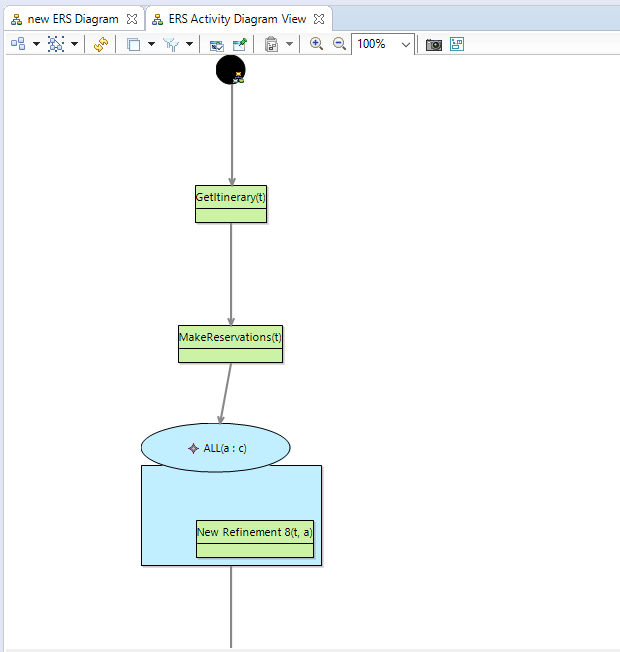 new ERS Diagram
ERS Activity Diagram View
100%
GetItinerary(t)
MakeReservations(t)
ALL(a : c)
New Refinement 8(t, a)